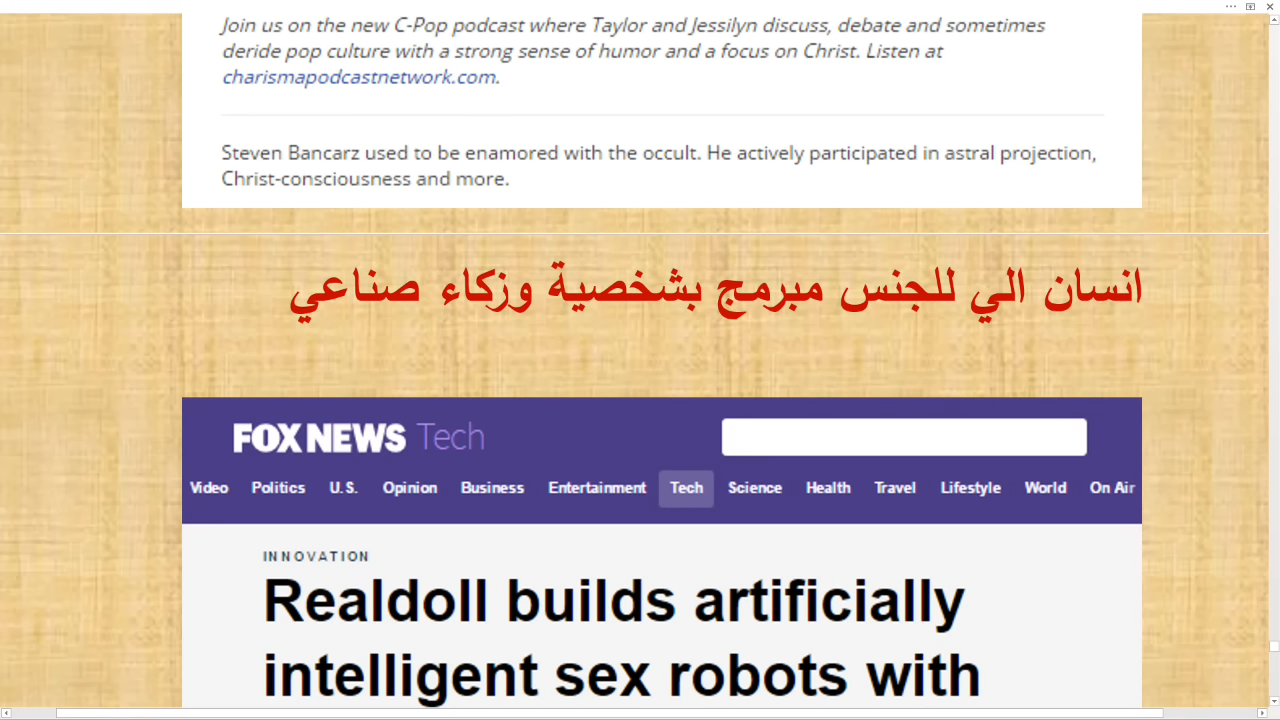 Join us on the new C-Pop podcast where Taylor and Jessilyn discuss, debate and sometimes
deride pop culture with a strong sense of humor and a focus on Christ. Listen at
charismapodcastnetwork.com.
Steven Bancarz used to be enamored with the occult. He actively participated in astral projection,
Christ-consciousness and more.
انسان الي للجنس مبرمج بشخصية وزكاء صناعي
FOX NEWS Tech
Video Politics U.S. Opinion Business Entertainment Tech Science Health Travel Lifestyle World On Air
INNOVATION
Realdoll builds artificially
intelligent sex robots with